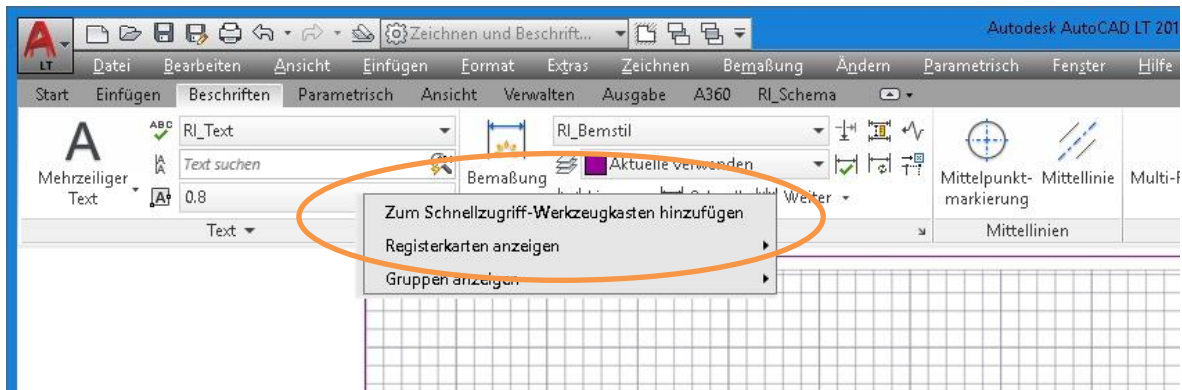 Zeichnen und Beschrift... Autodesk AutoCAD LT 201
LT Datei Bearbeiten Ansicht Einfügen Format Extras Zeichnen Bemaßung Ändern Parametrisch Fenster Hilfe
Start Einfügen Beschriften Parametrisch Ansicht Verwalten Ausgabe A360 RI_Schema
A ABC RI_Text RI_Bemstil
Text suchen Aktuelle verwenden
Mehrzeiliger Text Bemaßung Mittelpunkt-markierung Mittellinie Multi-F
0.8 Weiter
Text Mittellinien
Zum Schnellzugriff-Werkzeugkasten hinzufügen
Registerkarten anzeigen
Gruppen anzeigen